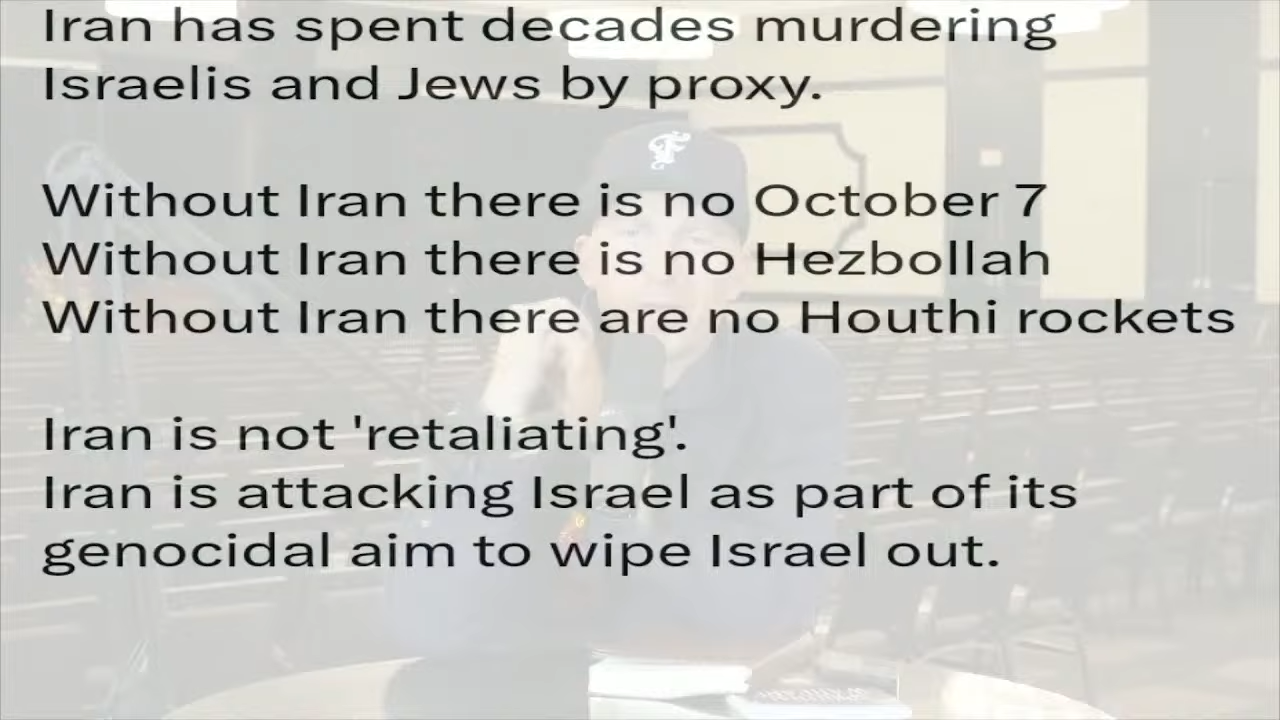 Iran has spent decades murdering
Israelis and Jews by proxy.
Without Iran there is no October 7
Without Iran there is no Hezbollah
Without Iran there are no Houthi rockets
Iran is not 'retaliating'.
Iran is attacking Israel as part of its
genocidal aim to wipe Israel out.